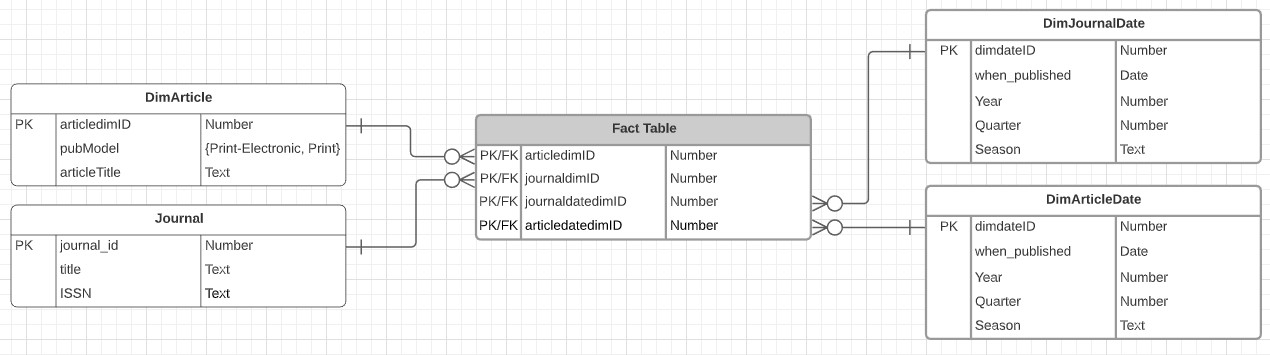 DimArticle
PK articledimID Number
pubModel {Print-Electronic, Print}
articleTitle Text
Journal
PK journal_id Number
title Text
ISSN Text
Fact Table
PK/FK articledimID Number
PK/FK journaldimID Number
PK/FK journaldatedimID Number
PK/FK articledatedimID Number
DimJournalDate
PK dimdateID Number
when_published Date
Year Number
Quarter Number
Season Text
DimArticleDate
PK dimdateID Number
when_published Date
Year Number
Quarter Number
Season Text